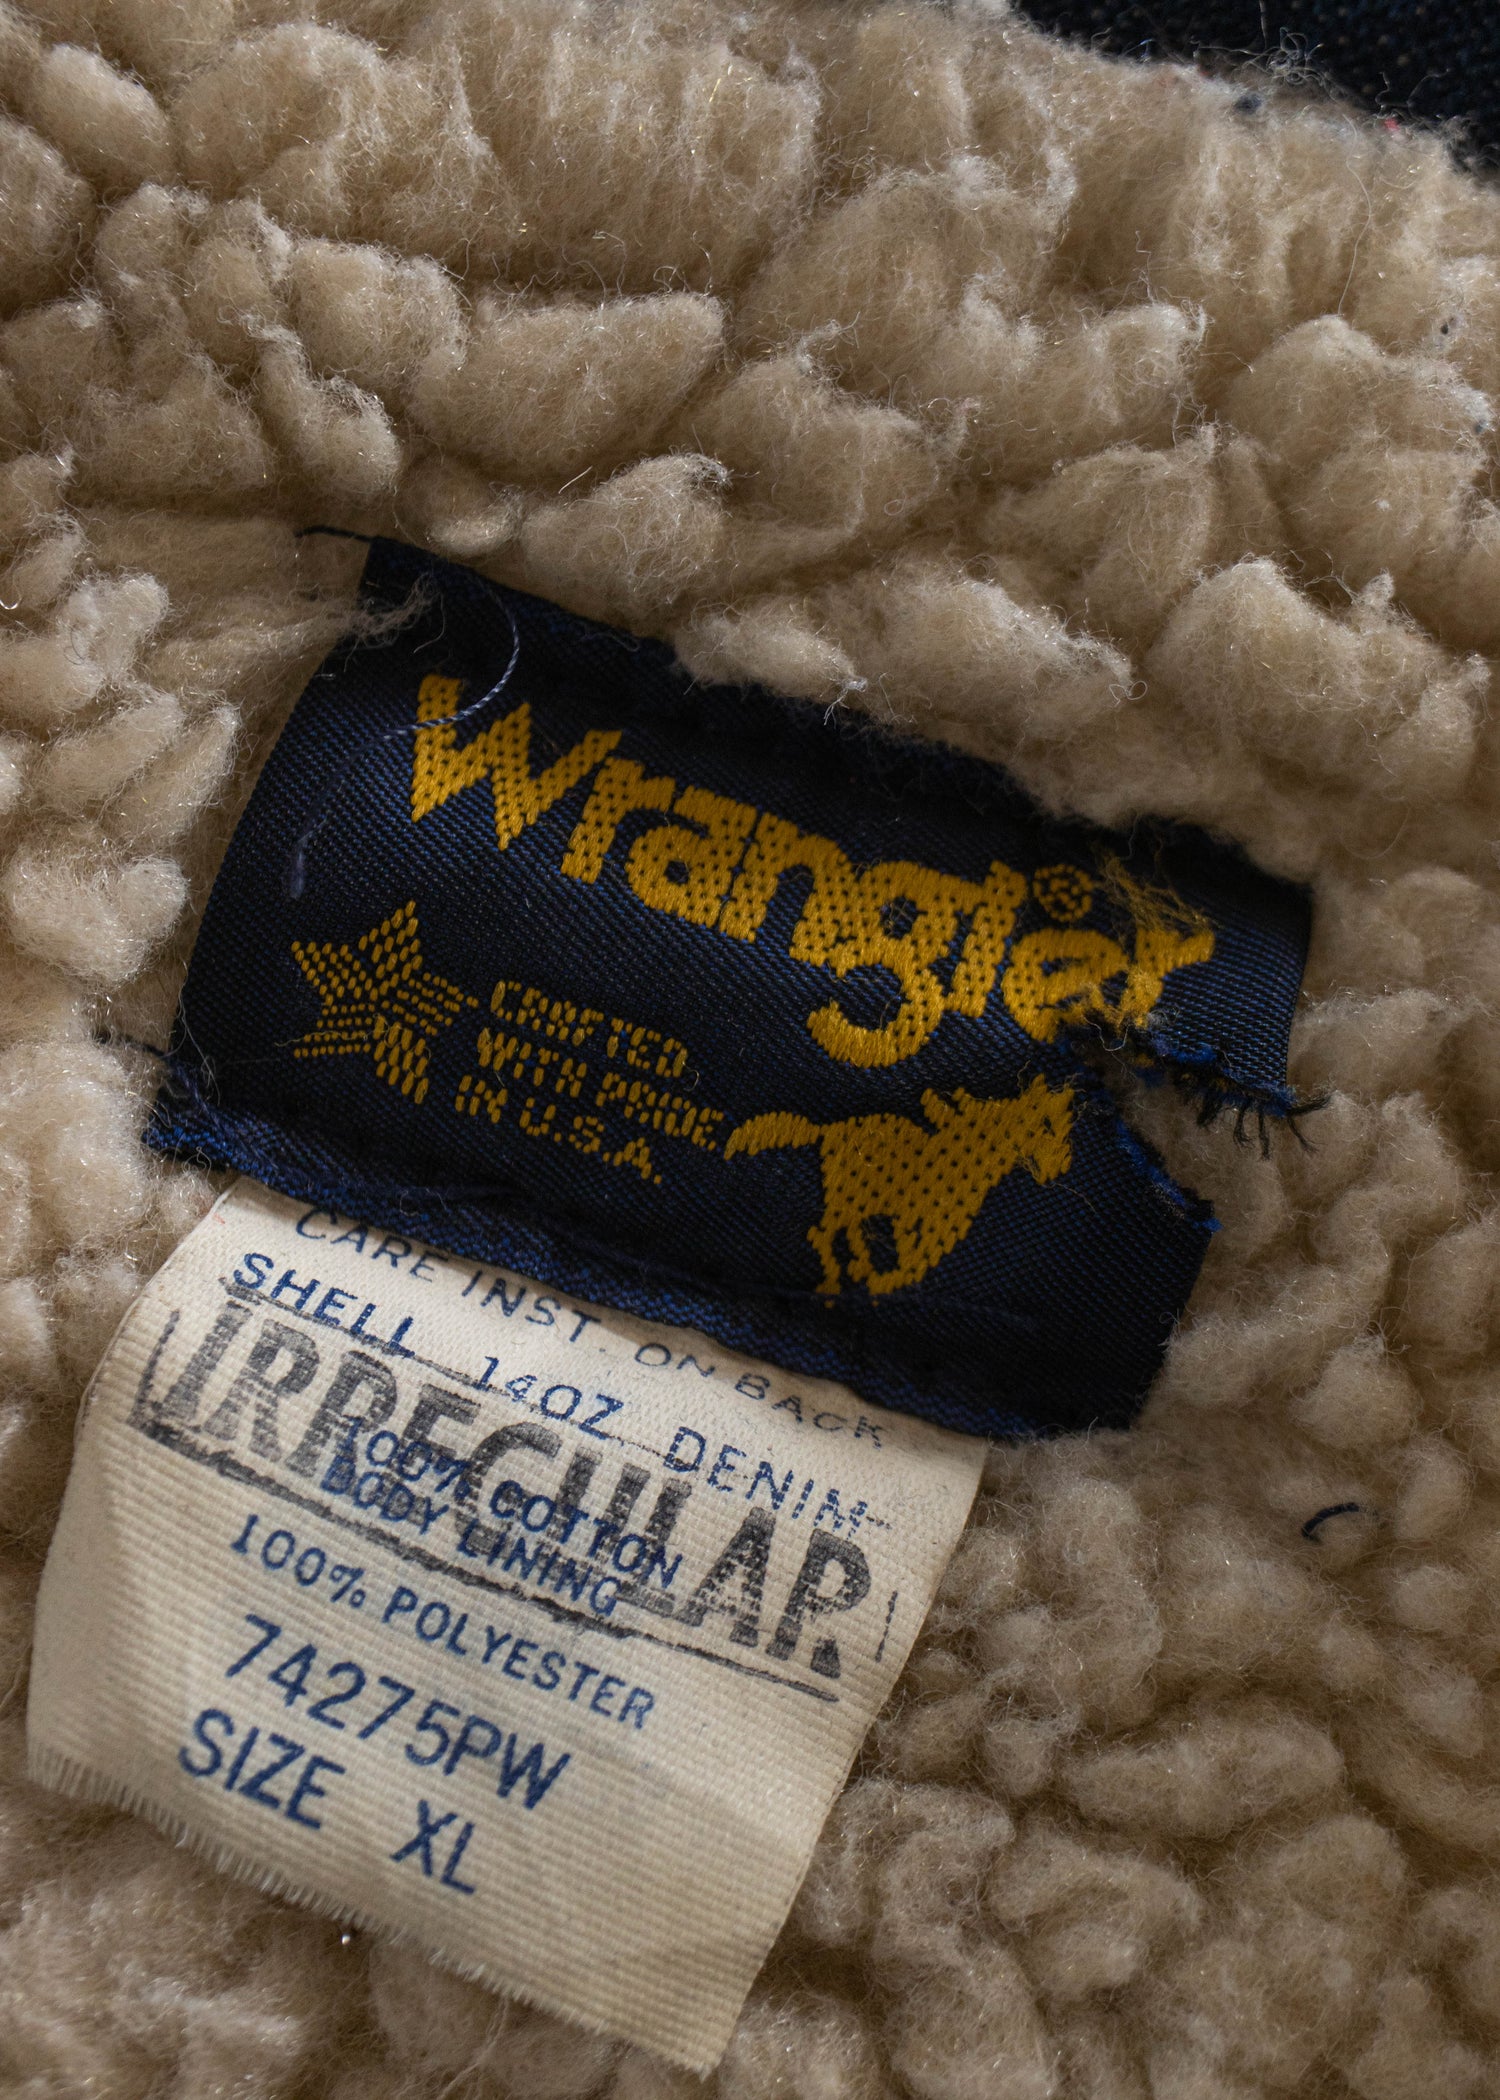 Wrangler®
CRAFTED
WITH PRIDE
IN U.S.A.
CARE INST. ON BACK
SHELL 14OZ. DENIM-
IRREGULAR
100% COTTON
BODY LINING
100% POLYESTER
74275PW
SIZE XL